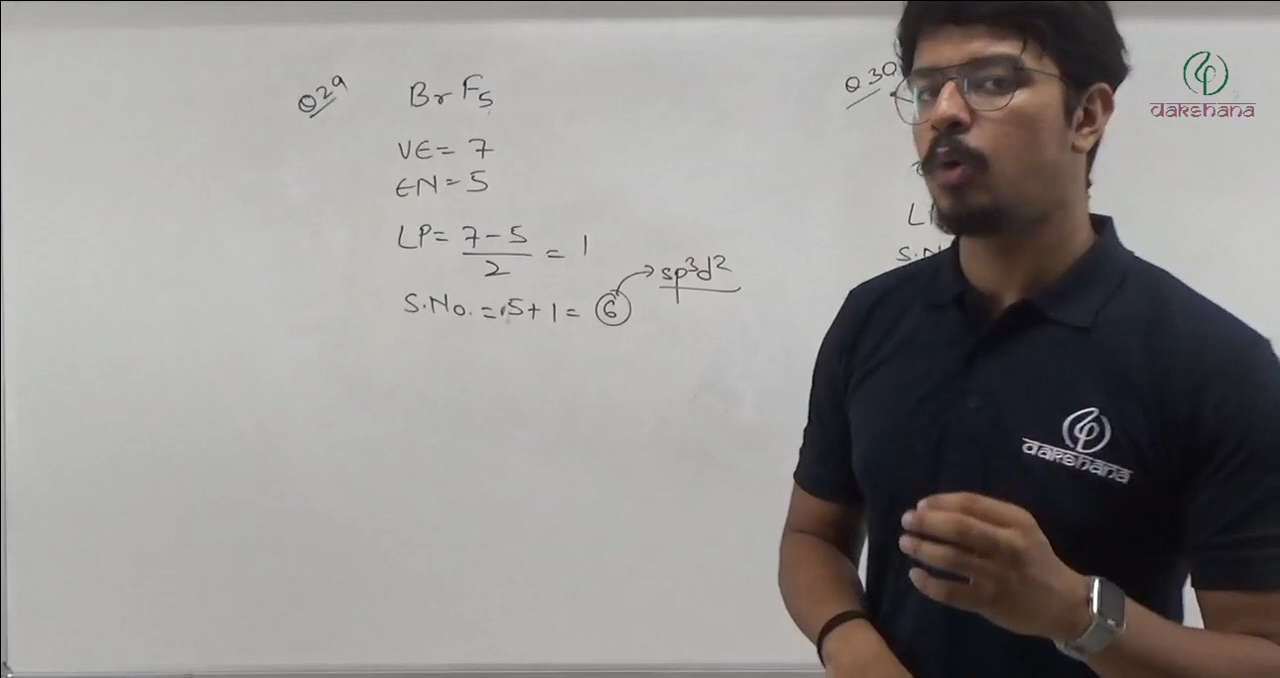 Q29
BrF₅
VE = 7
EN = 5
LP = 7 - 5 / 2 = 1
S.No. = 5 + 1 = 6 → sp³d²
Q30
L
S.N
dakshana
dakshana